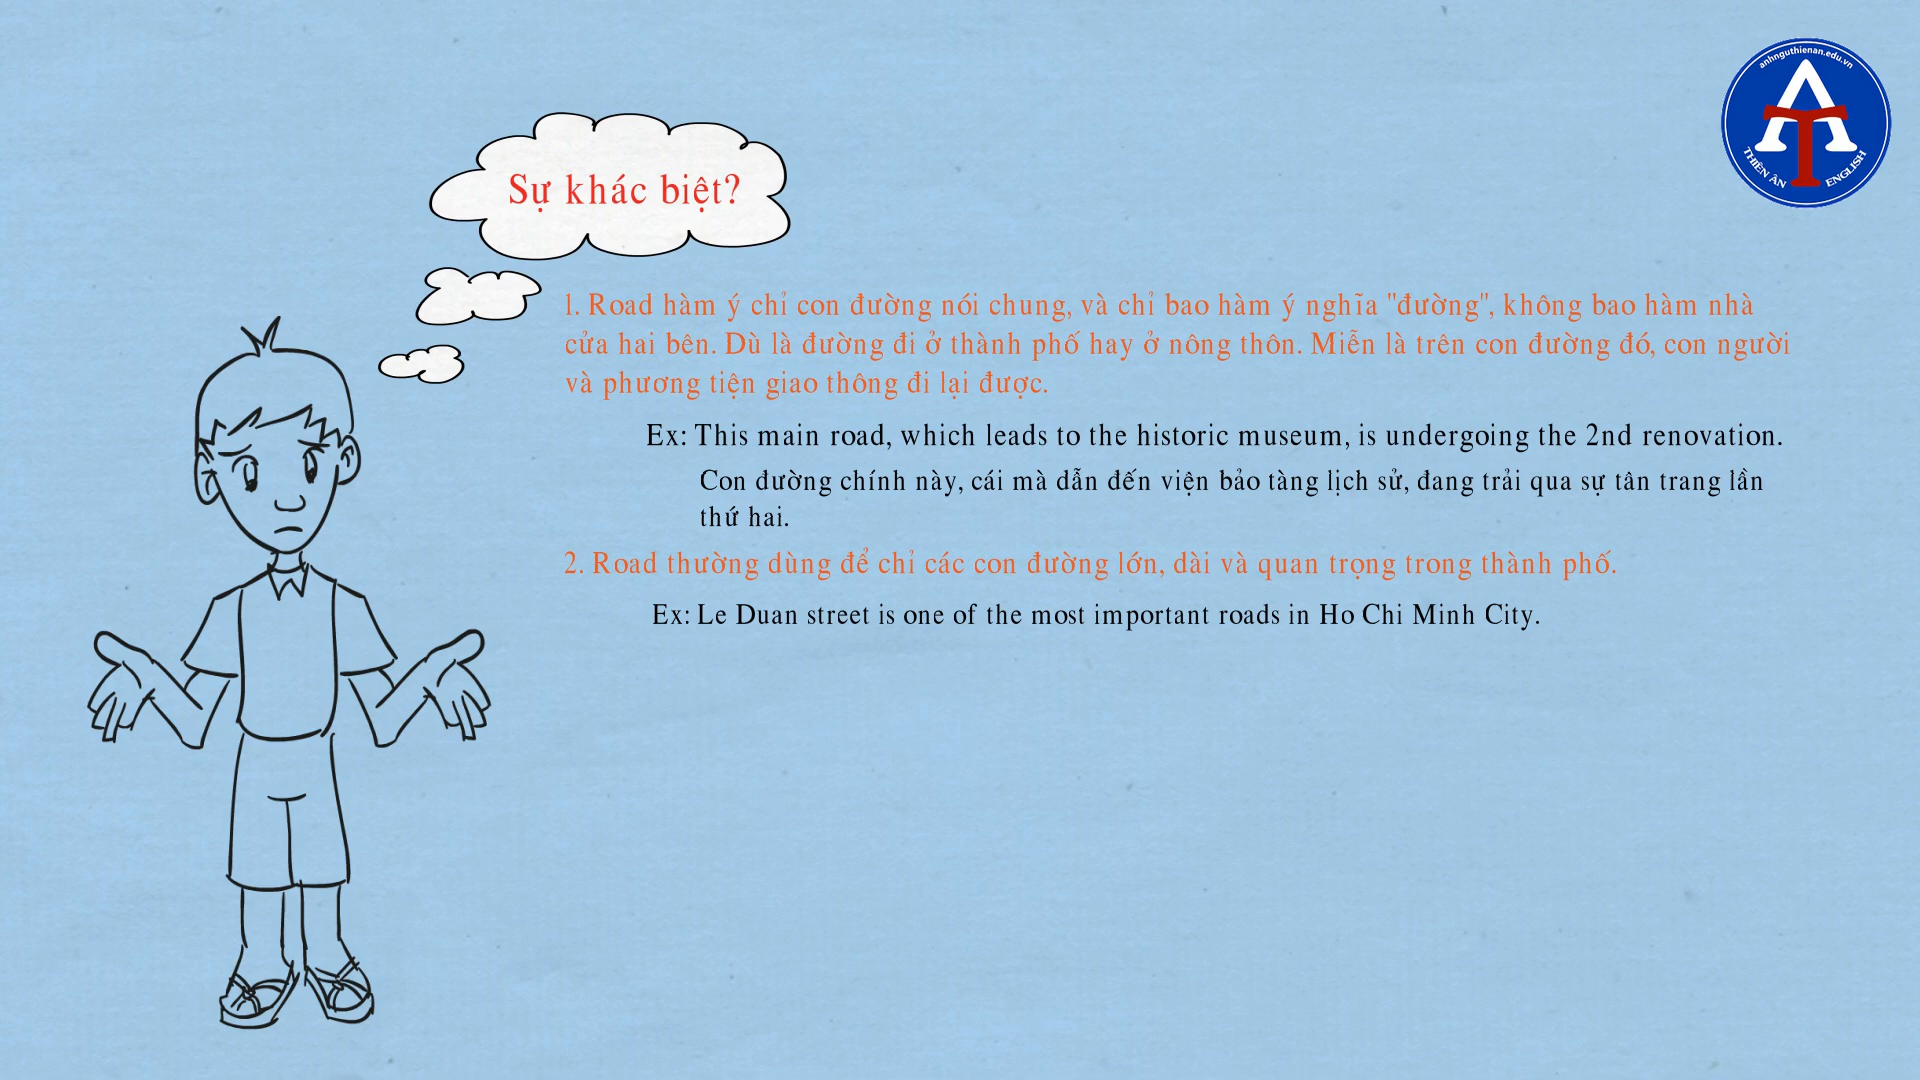 anhnguthienan.edu.vn
THIÊN ÂN ENGLISH
Sự khác biệt?
1. Road hàm ý chỉ con đường nói chung, và chỉ bao hàm ý nghĩa "đường", không bao hàm nhà
cửa hai bên. Dù là đường đi ở thành phố hay ở nông thôn. Miễn là trên con đường đó, con người
và phương tiện giao thông đi lại được.
Ex: This main road, which leads to the historic museum, is undergoing the 2nd renovation.
Con đường chính này, cái mà dẫn đến viện bảo tàng lịch sử, đang trải qua sự tân trang lần
thứ hai.
2. Road thường dùng để chỉ các con đường lớn, dài và quan trọng trong thành phố.
Ex: Le Duan street is one of the most important roads in Ho Chi Minh City.